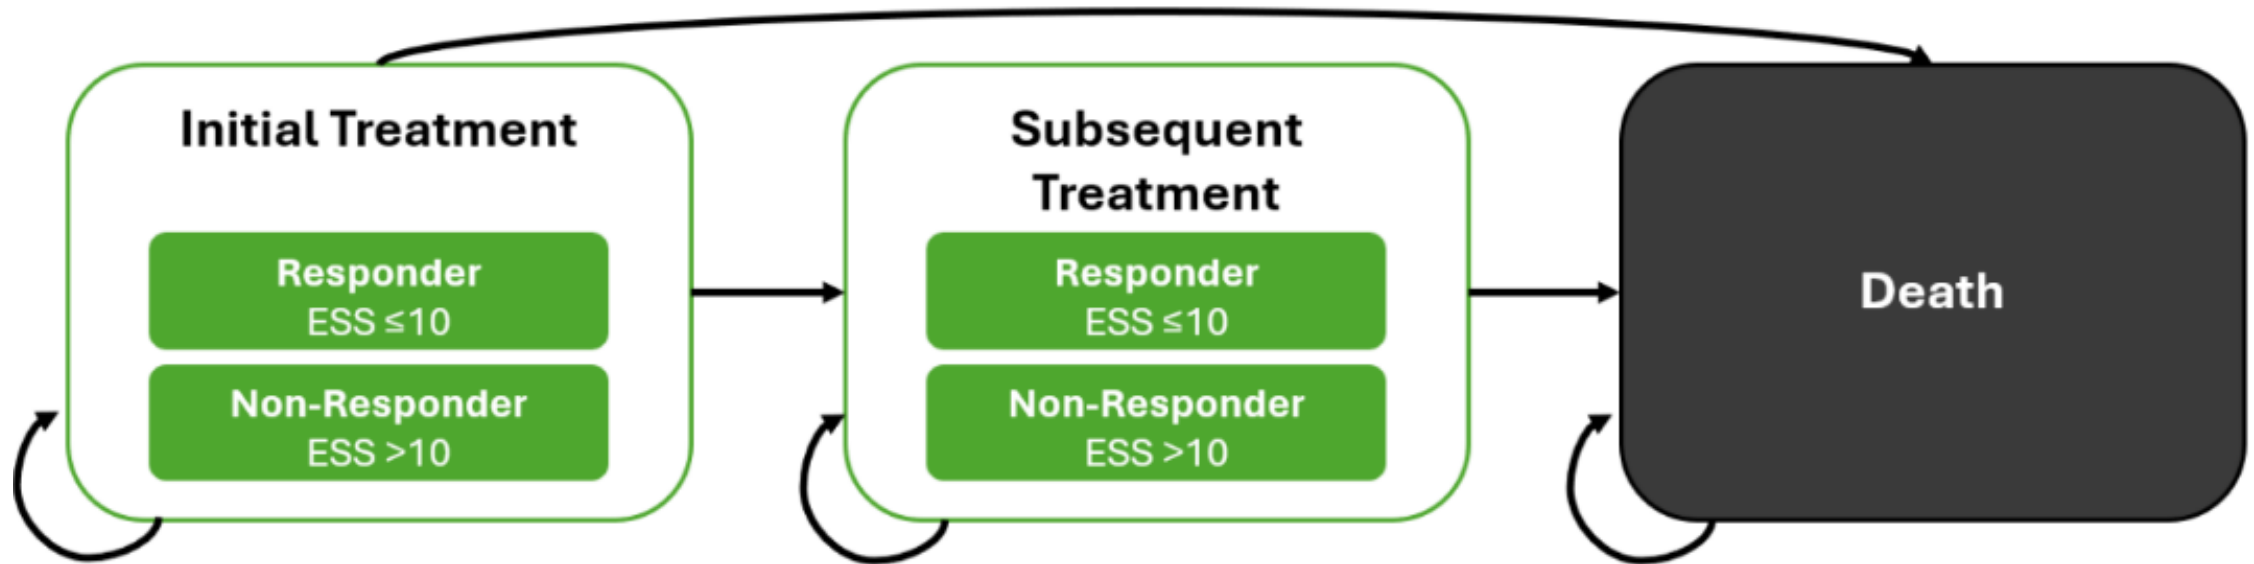 Initial Treatment
Responder
ESS ≤10
Non-Responder
ESS >10
Subsequent
Treatment
Responder
ESS ≤10
Non-Responder
ESS >10
Death